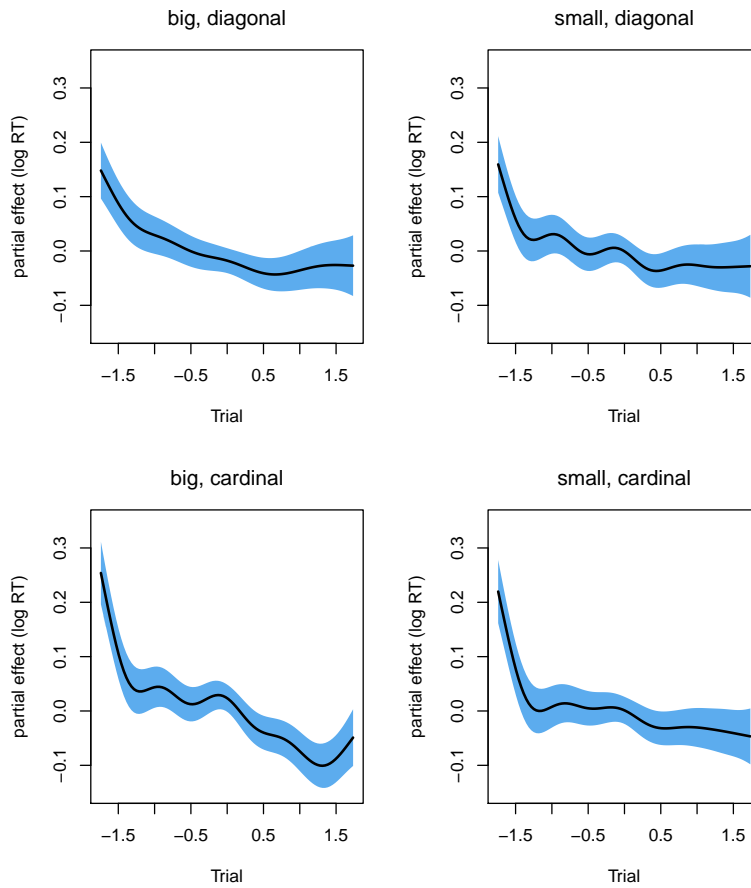 big, diagonal
partial effect (log RT)
0.3
0.2
0.1
0.0
−0.1
−1.5 −0.5 0.5 1.5
Trial
small, diagonal
partial effect (log RT)
0.3
0.2
0.1
0.0
−0.1
−1.5 −0.5 0.5 1.5
Trial
big, cardinal
partial effect (log RT)
0.3
0.2
0.1
0.0
−0.1
−1.5 −0.5 0.5 1.5
Trial
small, cardinal
partial effect (log RT)
0.3
0.2
0.1
0.0
−0.1
−1.5 −0.5 0.5 1.5
Trial